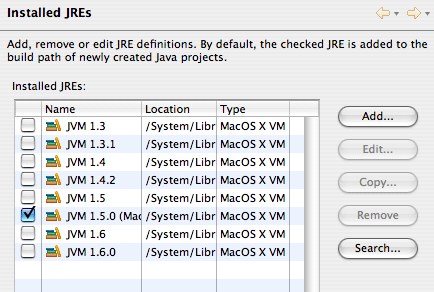 Installed JREs
Add, remove or edit JRE definitions. By default, the checked JRE is added to the
build path of newly created Java projects.
Installed JREs:
Name Location Type
JVM 1.3 /System/Libr MacOS X VM
JVM 1.3.1 /System/Libr MacOS X VM
JVM 1.4 /System/Libr MacOS X VM
JVM 1.4.2 /System/Libr MacOS X VM
JVM 1.5 /System/Libr MacOS X VM
JVM 1.5.0 (Mac /System/Libr MacOS X VM
JVM 1.6 /System/Libr MacOS X VM
JVM 1.6.0 /System/Libr MacOS X VM
Add...
Edit...
Copy...
Remove
Search...